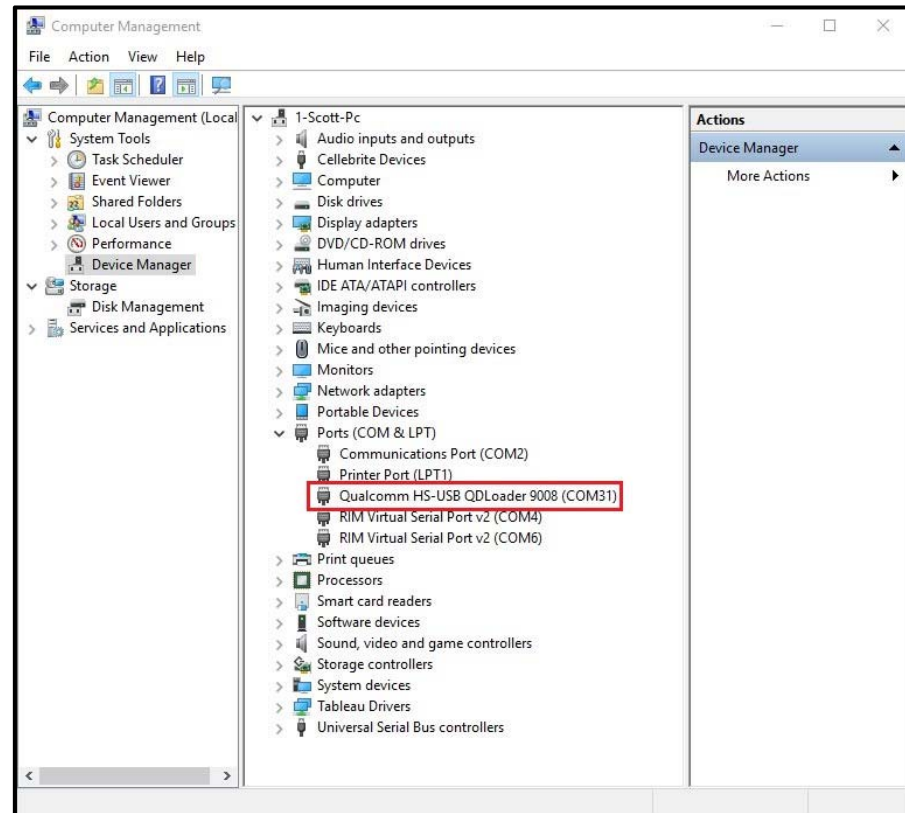 Computer Management
File Action View Help
Computer Management (Local
System Tools
Task Scheduler
Event Viewer
Shared Folders
Local Users and Groups
Performance
Device Manager
Storage
Disk Management
Services and Applications
1-Scott-Pc
Audio inputs and outputs
Cellebrite Devices
Computer
Disk drives
Display adapters
DVD/CD-ROM drives
Human Interface Devices
IDE ATA/ATAPI controllers
Imaging devices
Keyboards
Mice and other pointing devices
Monitors
Network adapters
Portable Devices
Ports (COM & LPT)
Communications Port (COM2)
Printer Port (LPT1)
Qualcomm HS-USB QDLoader 9008 (COM31)
RIM Virtual Serial Port v2 (COM4)
RIM Virtual Serial Port v2 (COM6)
Print queues
Processors
Smart card readers
Software devices
Sound, video and game controllers
Storage controllers
System devices
Tableau Drivers
Universal Serial Bus controllers
Actions
Device Manager
More Actions